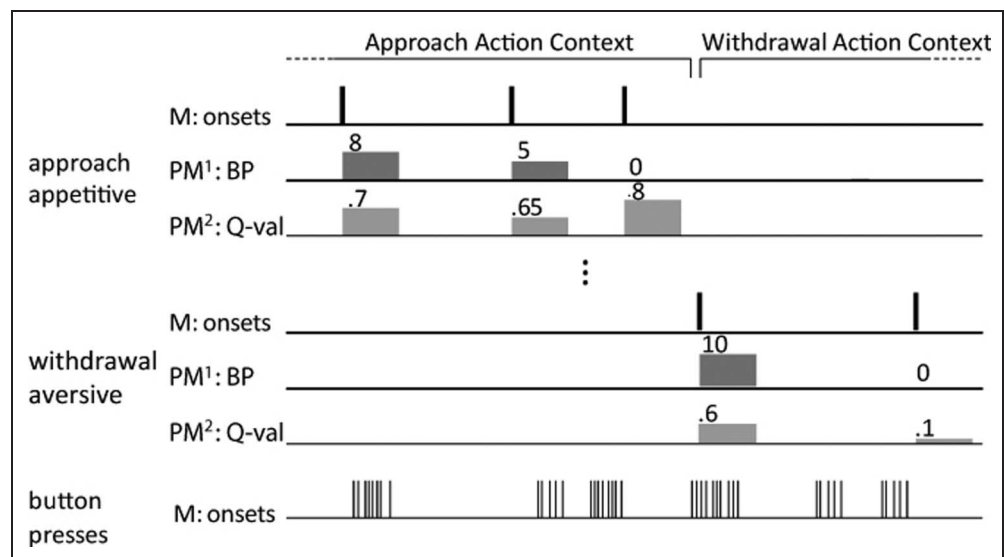 Approach Action Context Withdrawal Action Context
M: onsets
approach appetitive
8 5 0
PM¹: BP
.7 .65 .8
PM²: Q-val
M: onsets
withdrawal aversive
10 0
PM¹: BP
.6 .1
PM²: Q-val
button presses
M: onsets